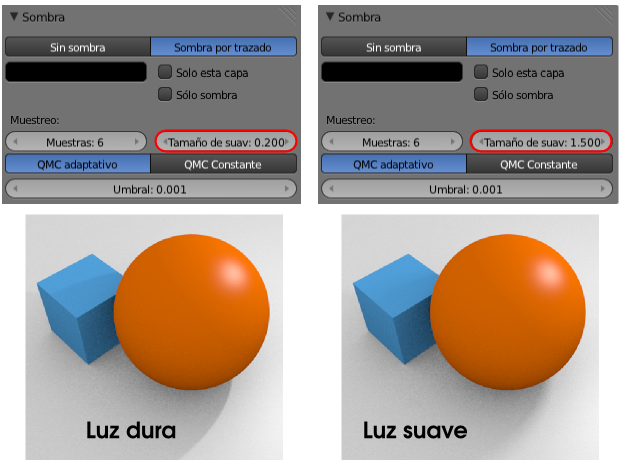 Sombra
Sin sombra Sombra por trazado
Solo esta capa
Sólo sombra
Muestreo:
Muestras: 6 Tamaño de suav: 0.200
QMC adaptativo QMC Constante
Umbral: 0.001
Luz dura
Sombra
Sin sombra Sombra por trazado
Solo esta capa
Sólo sombra
Muestreo:
Muestras: 6 Tamaño de suav: 1.500
QMC adaptativo QMC Constante
Umbral: 0.001
Luz suave